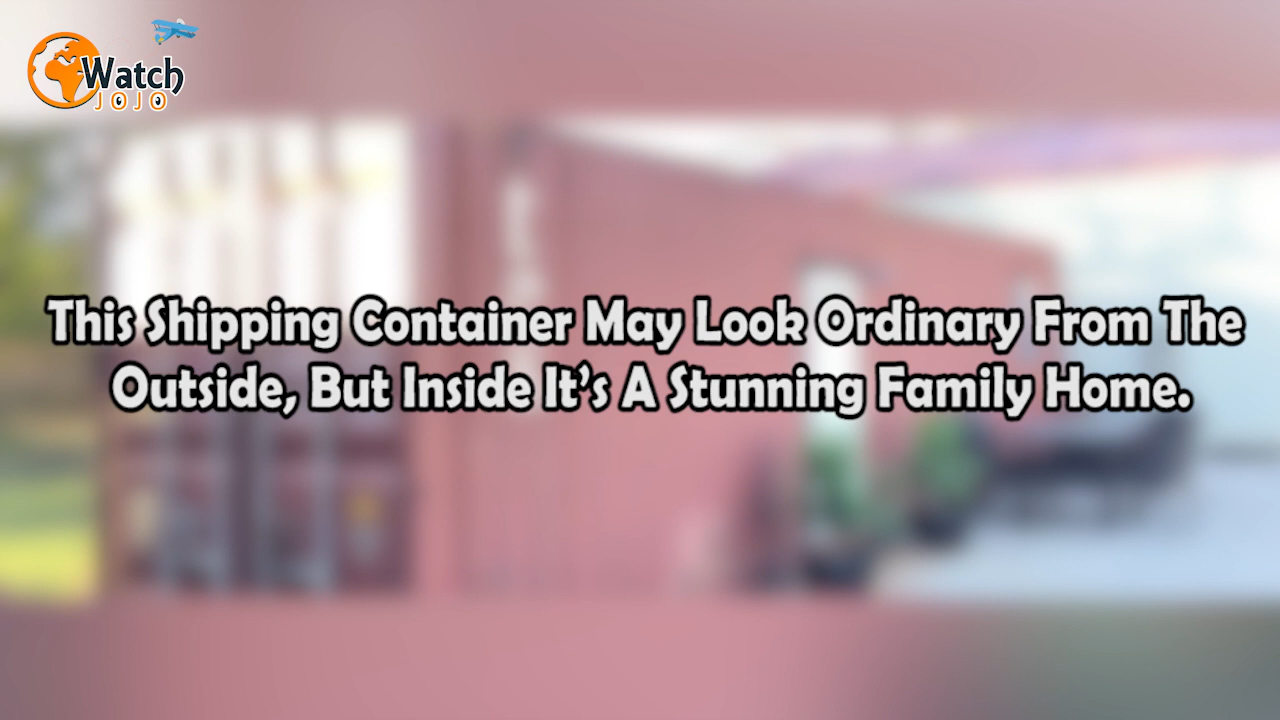 Watch
JOJO
This Shipping Container May Look Ordinary From The
Outside, But Inside It’s A Stunning Family Home.